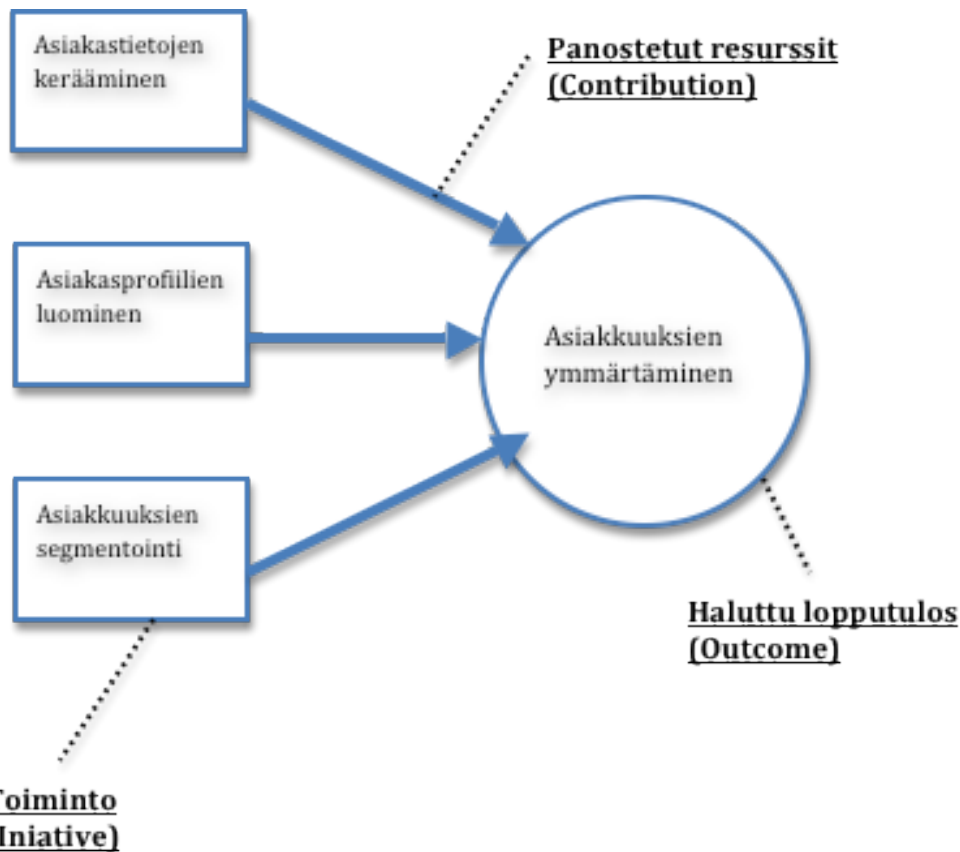 Asiakastietojen
kerääminen
Panostetut resurssit
(Contribution)
Asiakasprofiilien
luominen
Asiakkuuksien
ymmärtäminen
Asiakkuuksien
segmentointi
Haluttu lopputulos
(Outcome)
Toiminto
(Iniative)